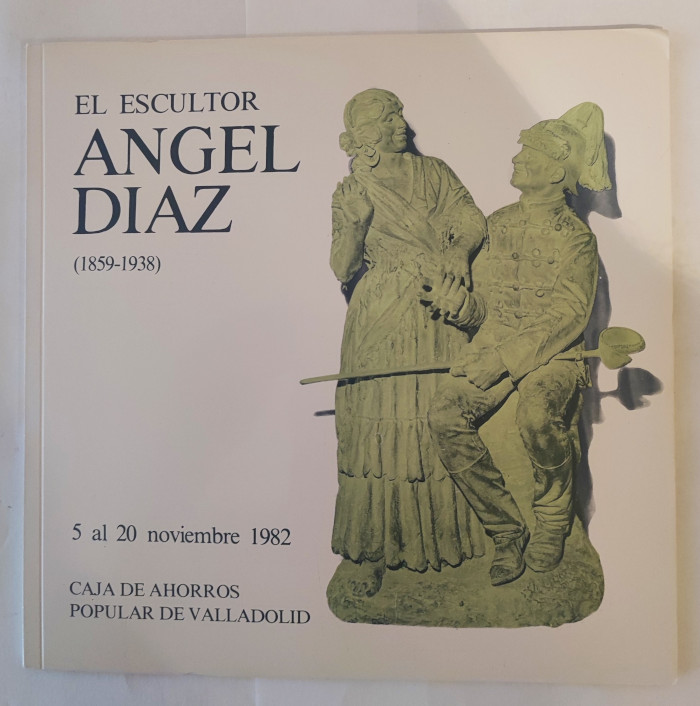 EL ESCULTOR
ANGEL
DIAZ
(1859-1938)
5 al 20 noviembre 1982
CAJA DE AHORROS
POPULAR DE VALLADOLID